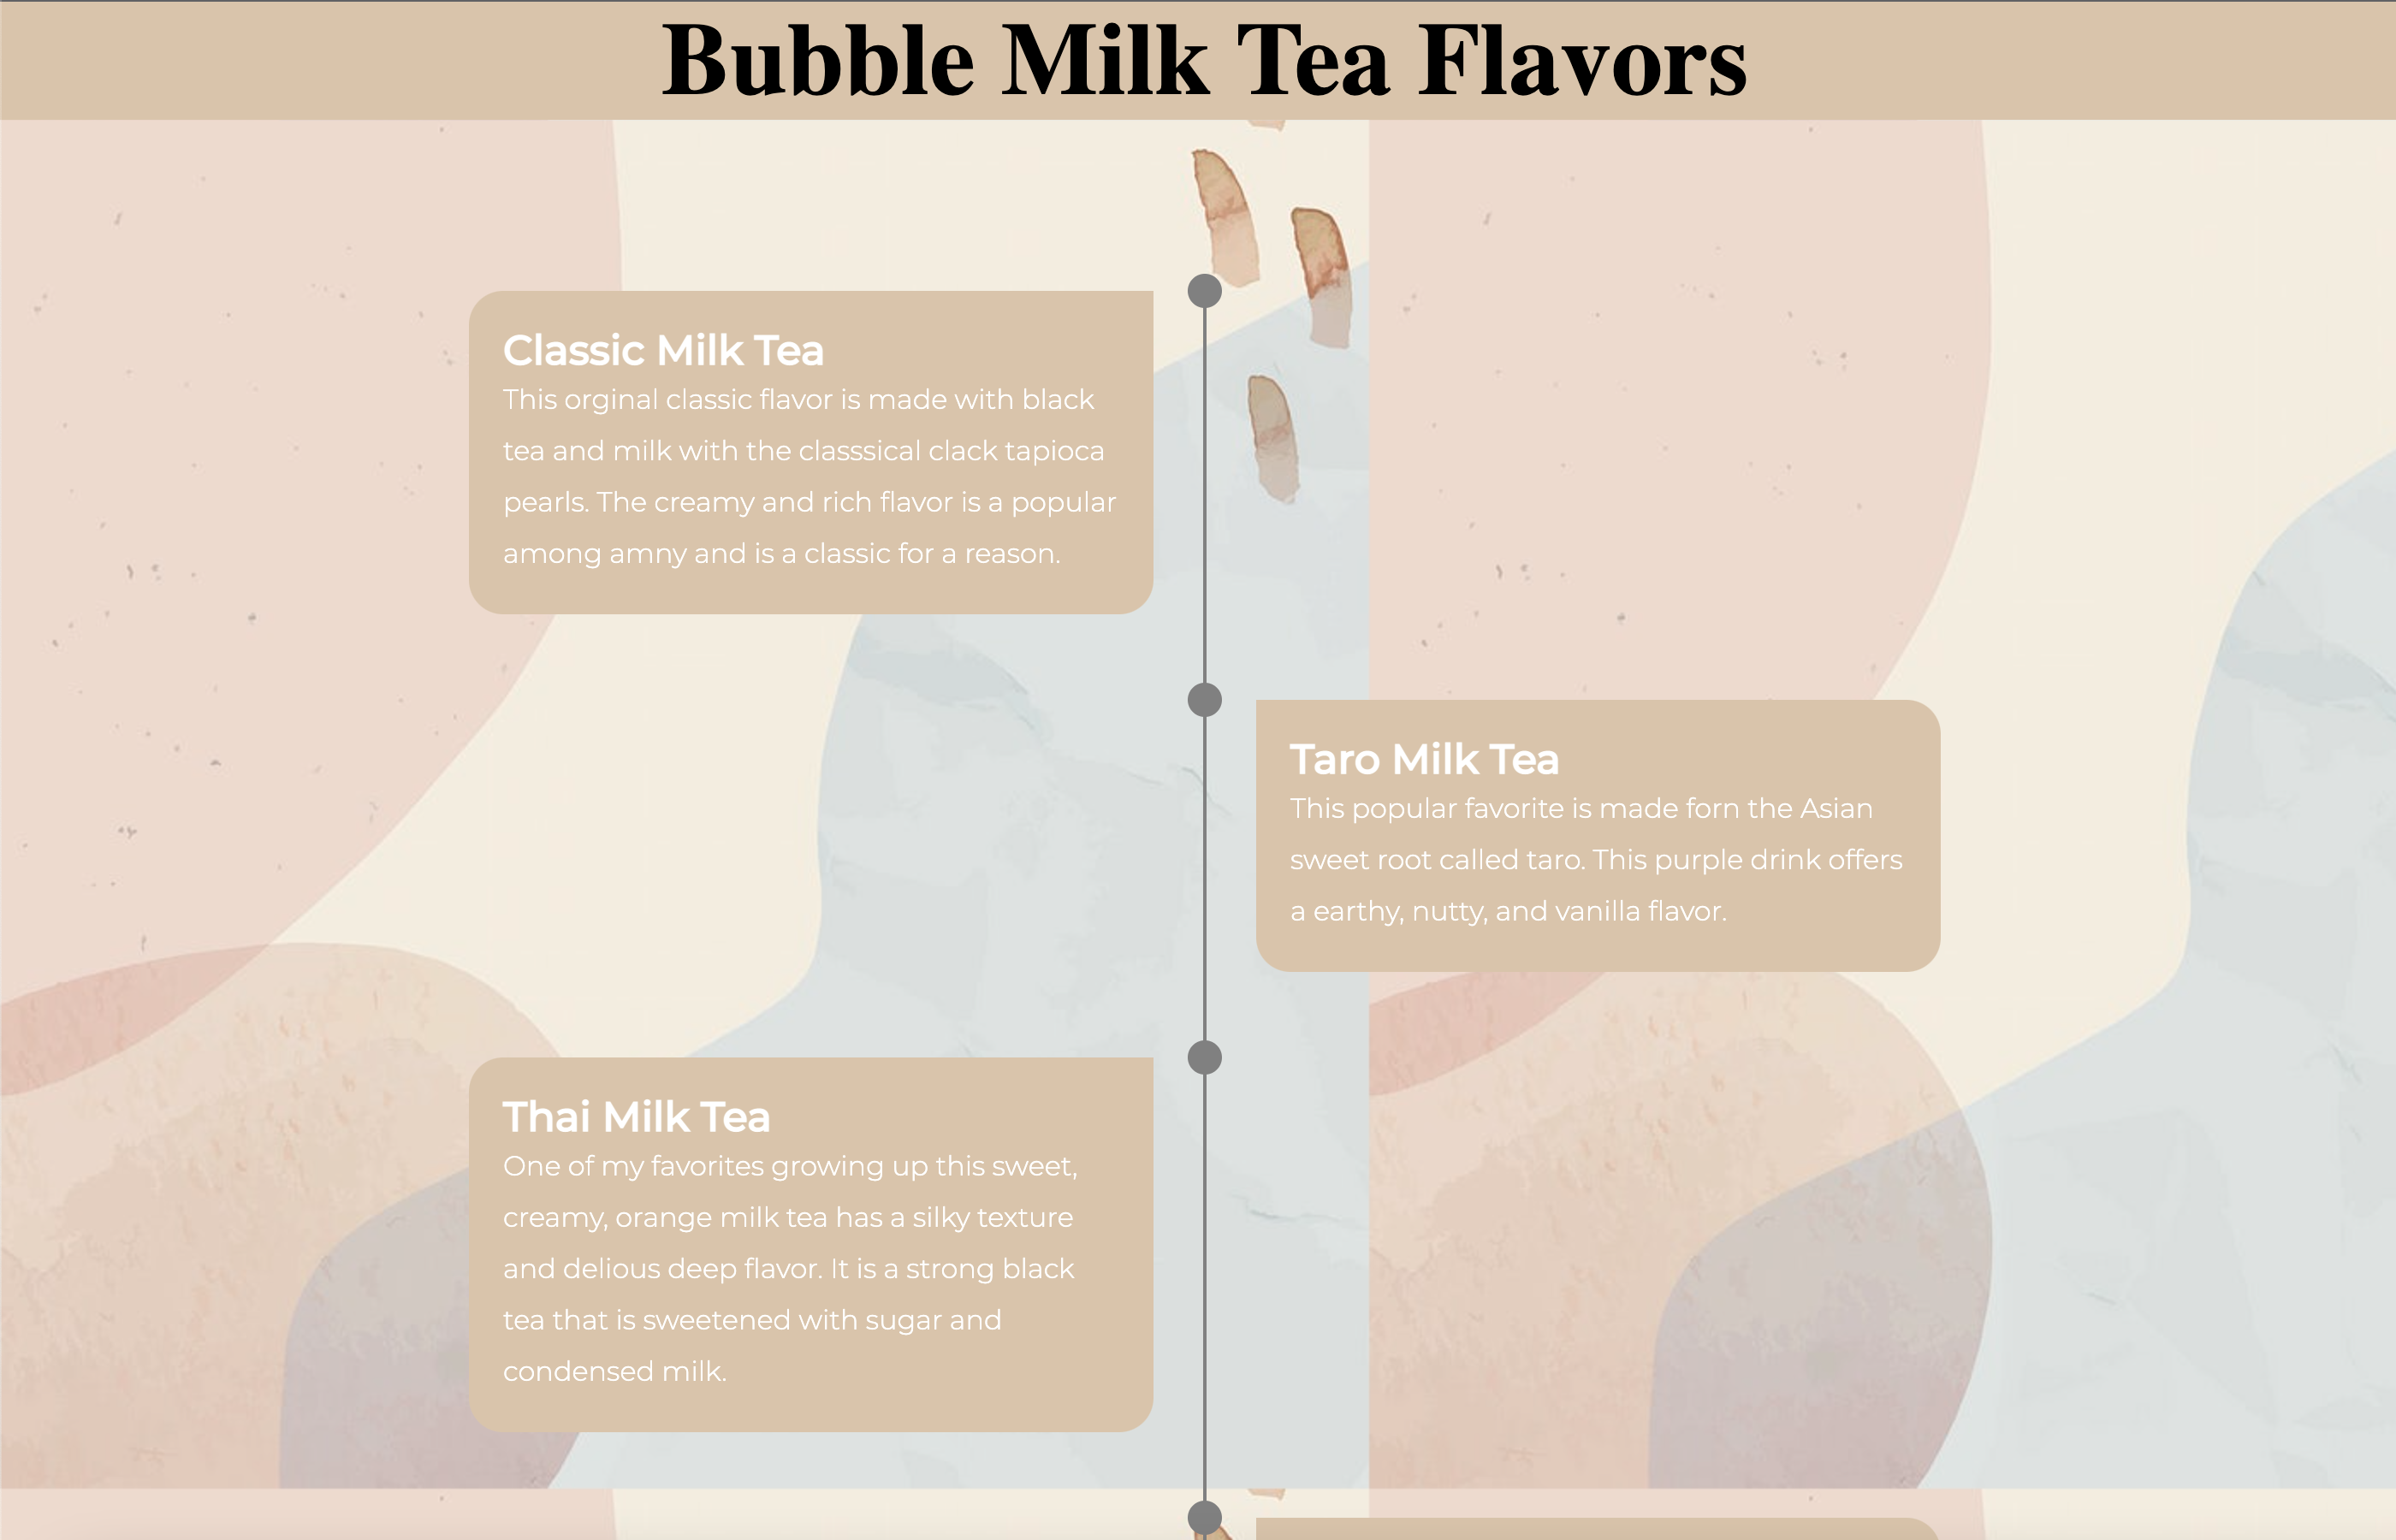 Bubble Milk Tea Flavors
Classic Milk Tea
This orginal classic flavor is made with black
tea and milk with the classsical clack tapioca
pearls. The creamy and rich flavor is a popular
among amny and is a classic for a reason.
Taro Milk Tea
This popular favorite is made forn the Asian
sweet root called taro. This purple drink offers
a earthy, nutty, and vanilla flavor.
Thai Milk Tea
One of my favorites growing up this sweet,
creamy, orange milk tea has a silky texture
and delious deep flavor. It is a strong black
tea that is sweetened with sugar and
condensed milk.